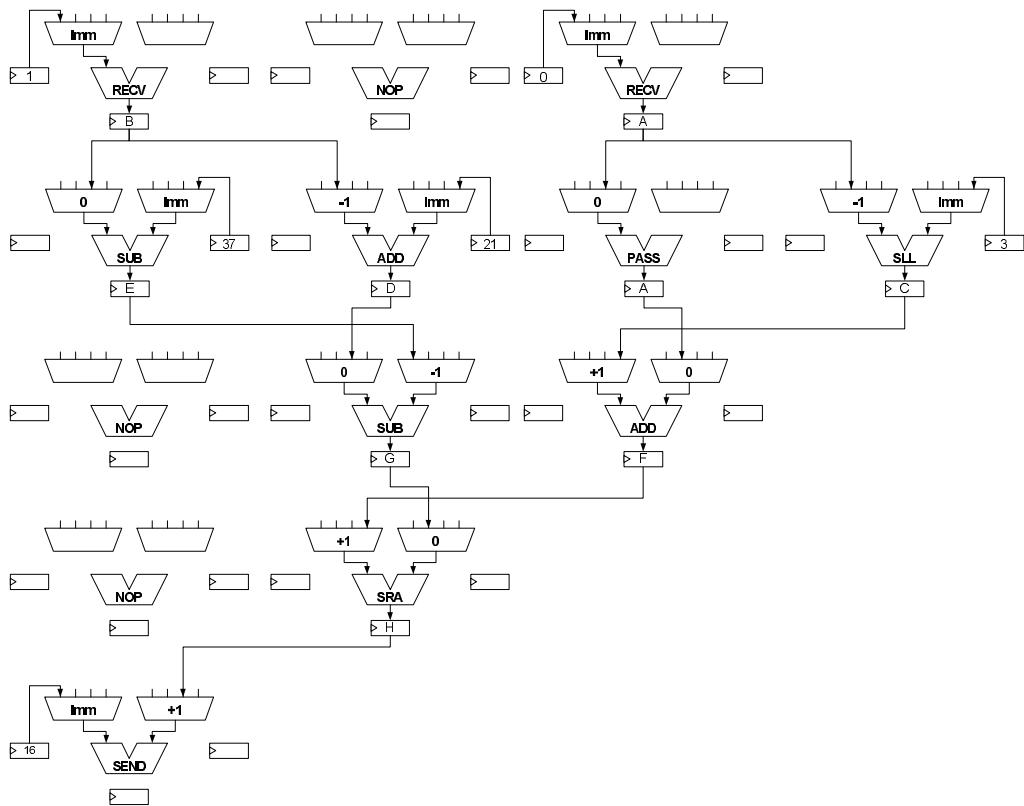 Imm Imm
1 0
RECV NOP RECV
B A
0 Imm -1 Imm 0 -1 Imm
37 21 3
SUB ADD PASS SLL
E D A C
0 -1 +1 0
NOP SUB ADD
G F
+1 0
NOP SRA
H
Imm +1
16
SEND